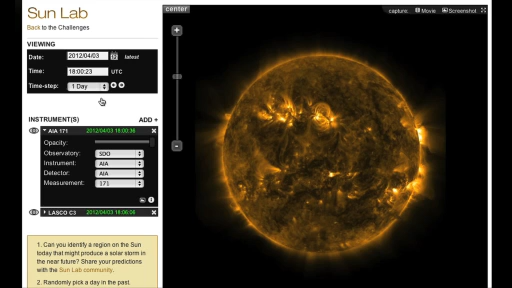 Sun Lab
Back to the Challenges
VIEWING
Date: 2012/04/03 latest
Time: 18:00:23 UTC
Time-step: 1 Day
INSTRUMENT(S) ADD +
AIA 171 2012/04/03 18:00:36
Opacity:
Observatory: SDO
Instrument: AIA
Detector: AIA
Measurement: 171
LASCO C3 2012/04/03 18:06:06
1. Can you identify a region on the Sun
today that might produce a solar storm in
the near future? Share your predictions
with the Sun Lab community.
2. Randomly pick a day in the past.
center
capture: Movie Screenshot